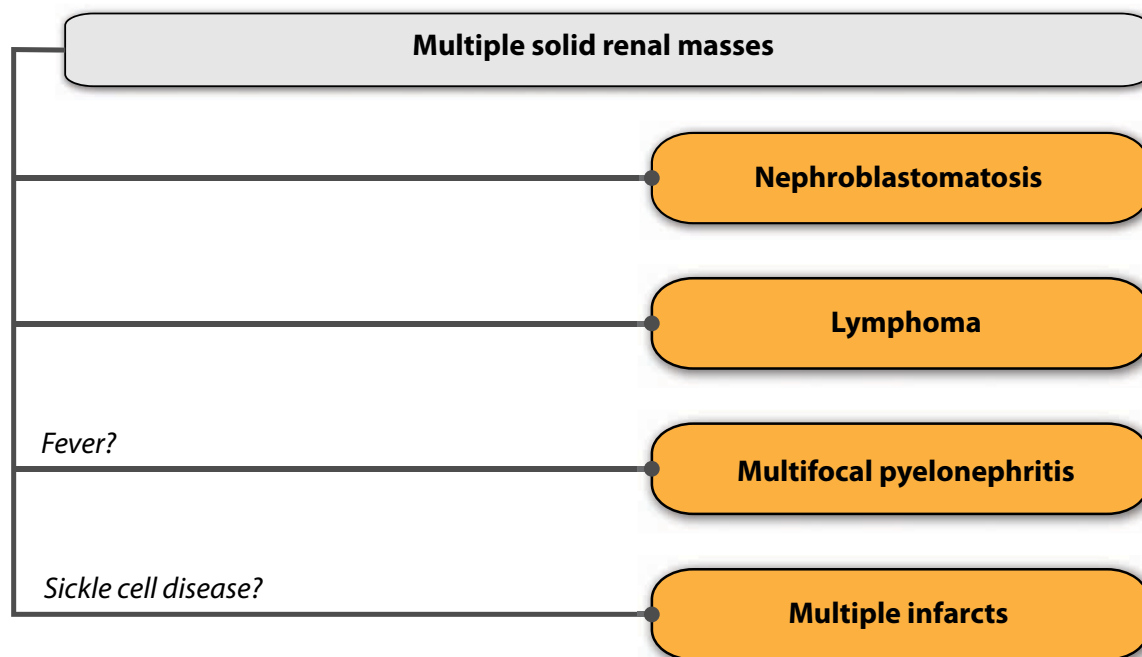 Multiple solid renal masses
Nephroblastomatosis
Lymphoma
Fever?
Multifocal pyelonephritis
Sickle cell disease?
Multiple infarcts